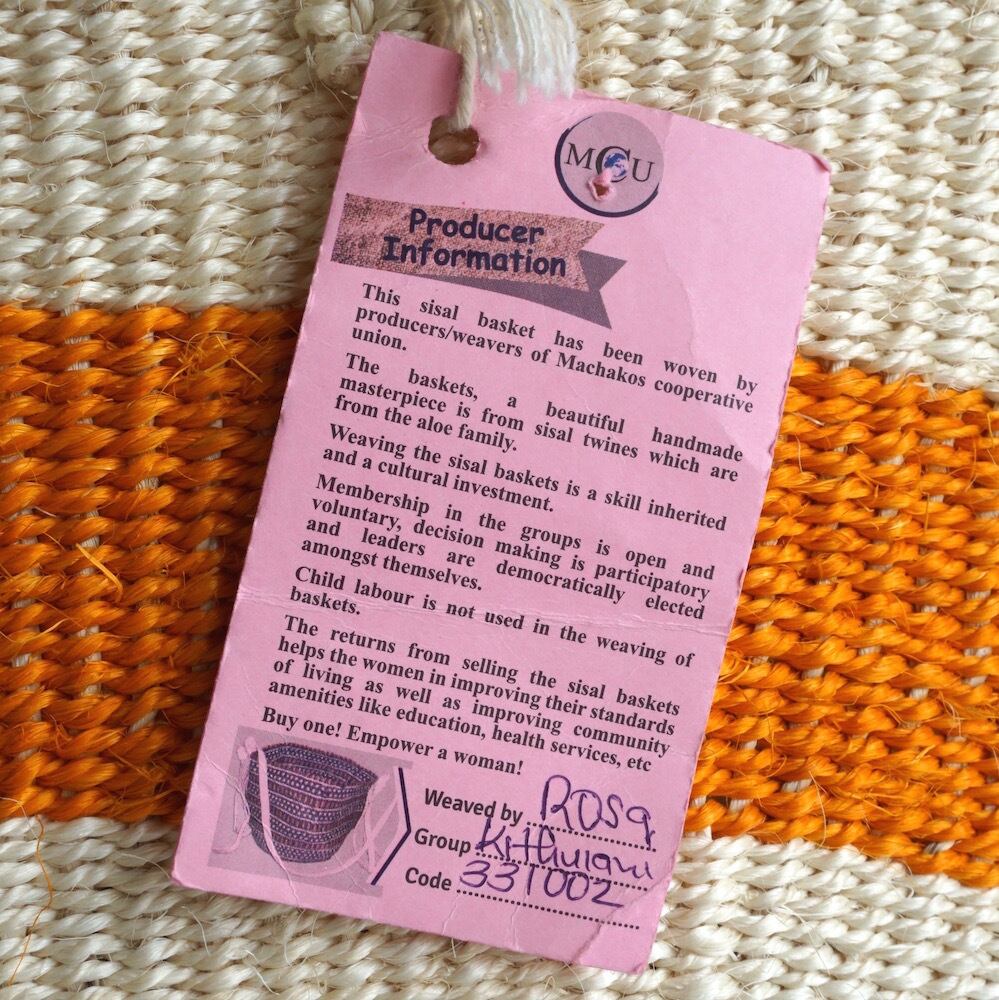 MCU
Producer
Information
This sisal basket has been woven by
producers/weavers of Machakos cooperative
union.
The baskets, a beautiful handmade
masterpiece is from sisal twines which are
from the aloe family.
Weaving the sisal baskets is a skill inherited
and a cultural investment.
Membership in the groups is open and
voluntary, decision making is participatory
and leaders are democratically elected
amongst themselves.
Child labour is not used in the weaving of
baskets.
The returns from selling the sisal baskets
helps the women in improving their standards
of living as well as improving community
amenities like education, health services, etc
Buy one! Empower a woman!
Weaved by Rosa
Group
Code 331002